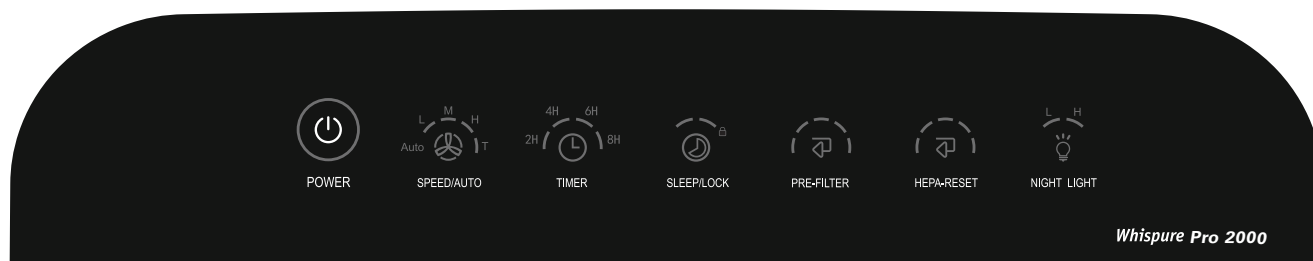 4H 6H
L M H
2H 8H
Auto T
L H
POWER SPEED/AUTO TIMER SLEEP/LOCK PRE-FILTER HEPA-RESET NIGHT LIGHT
Whispure Pro 2000